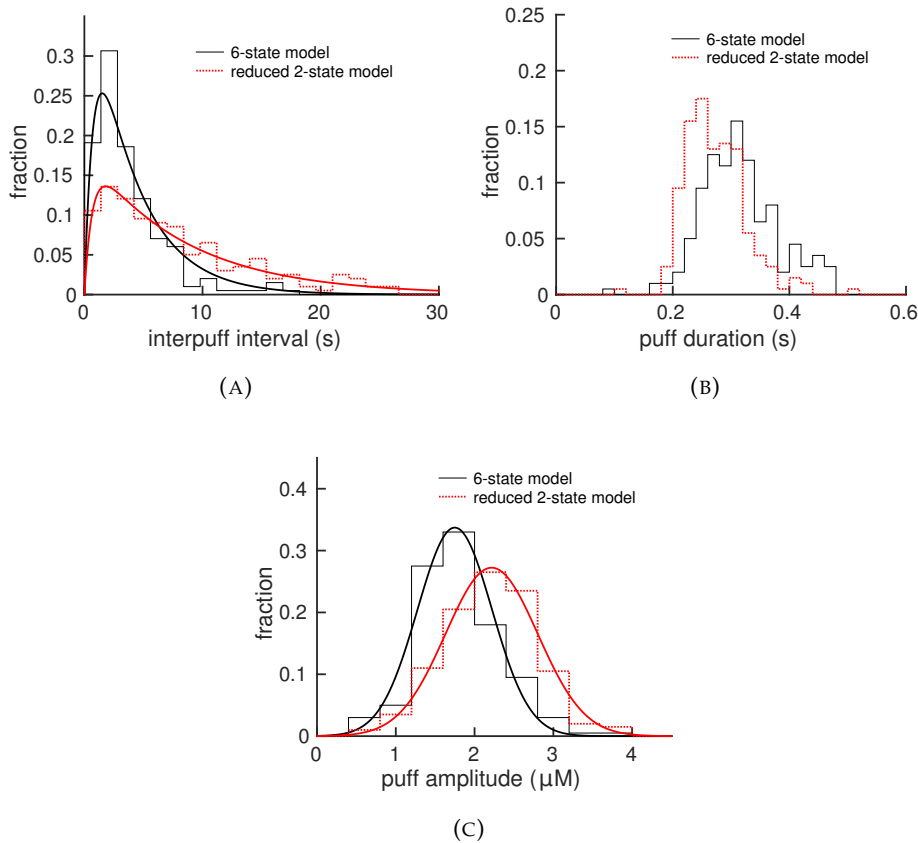 0.3
0.25
0.2
0.15
0.1
0.05
0
fraction
6-state model
reduced 2-state model
0 10 20 30
interpuff interval (s)
(A)
0.25
0.20
0.15
0.10
0.05
0
fraction
6-state model
reduced 2-state model
0 0.2 0.4 0.6
puff duration (s)
(B)
0.4
0.3
0.2
0.1
0
fraction
6-state model
reduced 2-state model
0 1 2 3 4
puff amplitude (μM)
(C)